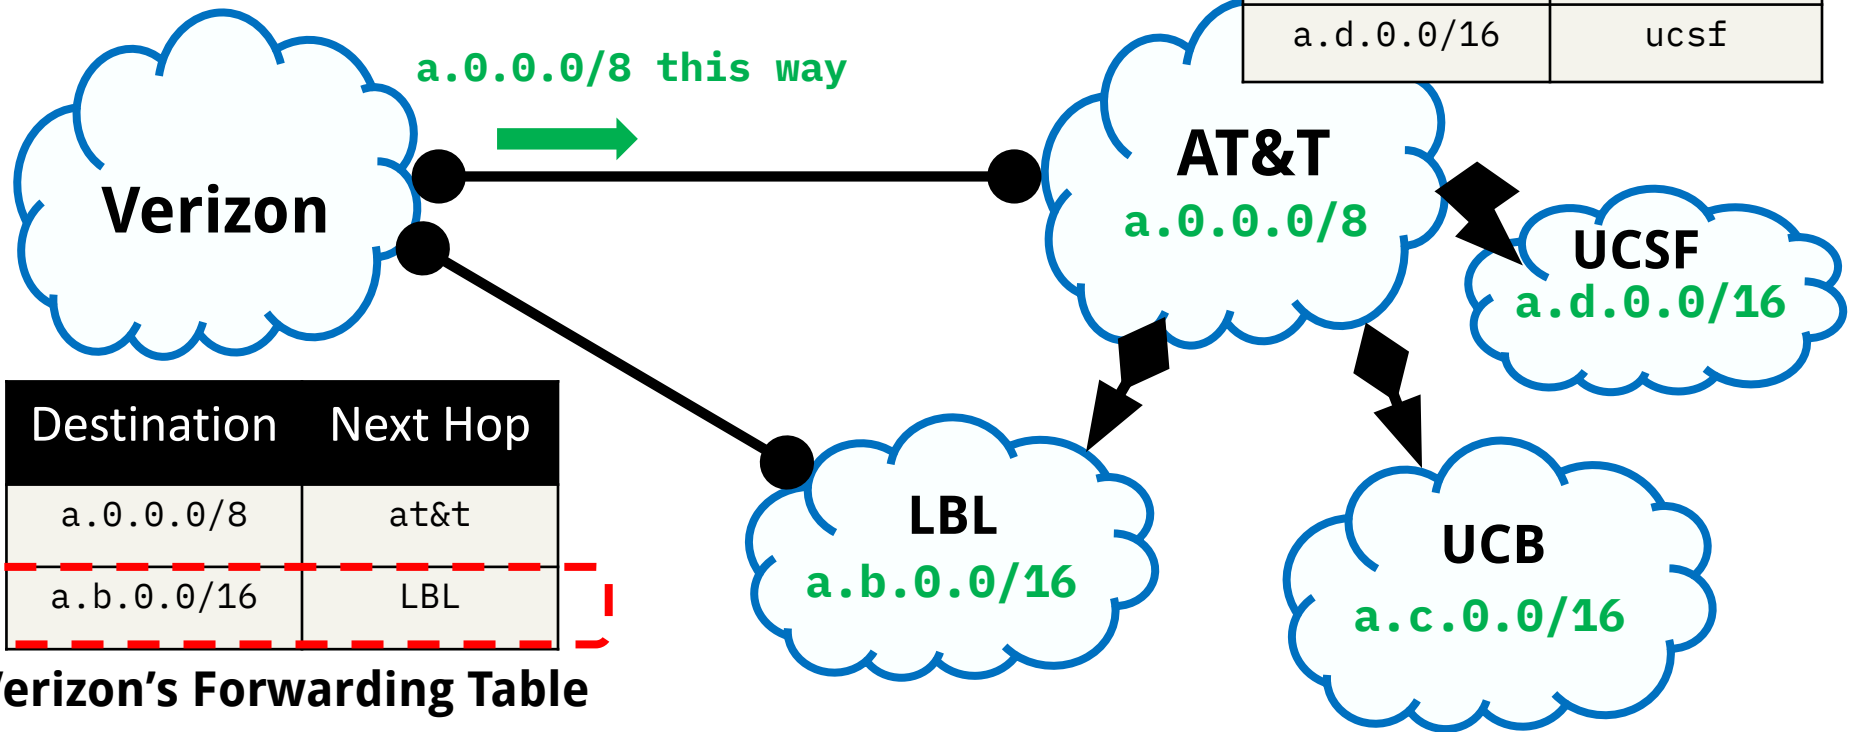 a.d.0.0/16 ucsf
a.0.0.0/8 this way
Verizon
AT&T
a.0.0.0/8
UCSF
a.d.0.0/16
Destination Next Hop
a.0.0.0/8 at&t
a.b.0.0/16 LBL
erizon's Forwarding Table
LBL
a.b.0.0/16
UCB
a.c.0.0/16